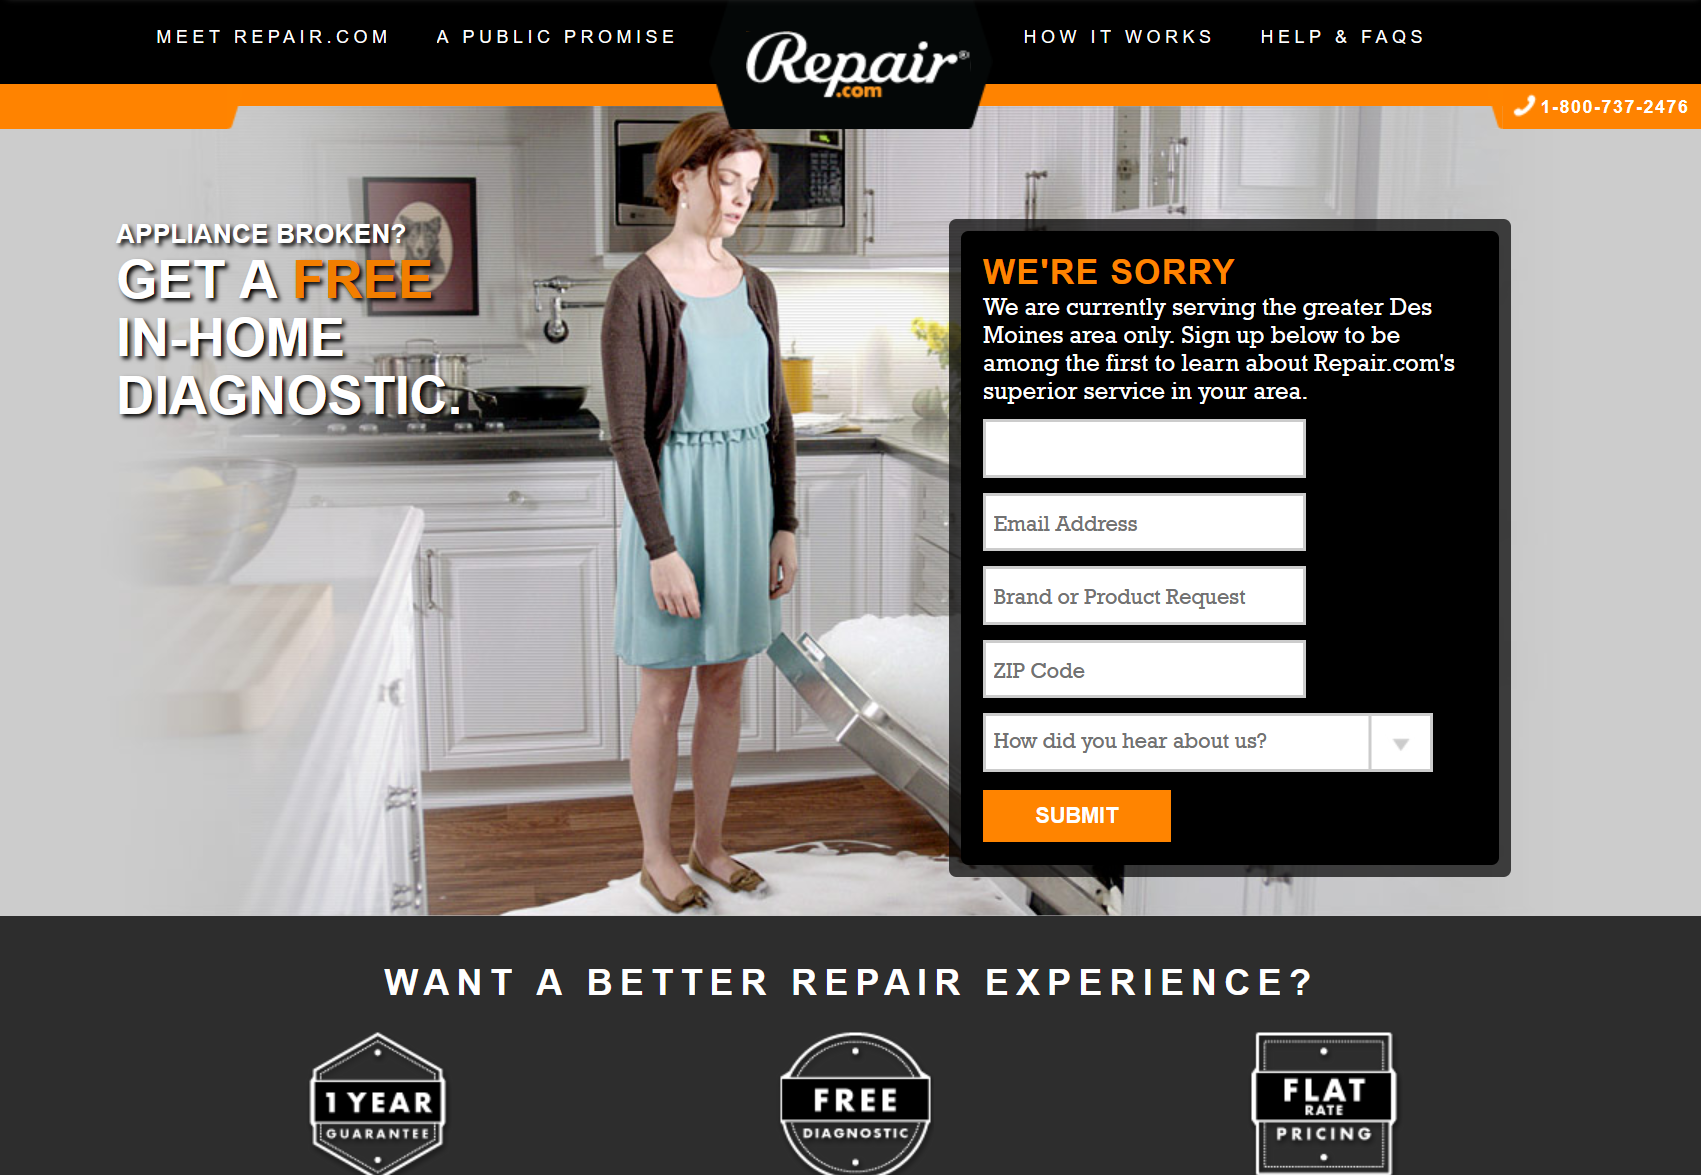 MEET REPAIR.COM
A PUBLIC PROMISE
Repair®
.com
HOW IT WORKS
HELP & FAQS
1-800-737-2476
APPLIANCE BROKEN?
GET A FREE
IN-HOME
DIAGNOSTIC.
WE'RE SORRY
We are currently serving the greater Des
Moines area only. Sign up below to be
among the first to learn about Repair.com's
superior service in your area.
Email Address
Brand or Product Request
ZIP Code
How did you hear about us?
SUBMIT
WANT A BETTER REPAIR EXPERIENCE?
1 YEAR
GUARANTEE
FREE
DIAGNOSTIC
FLAT
RATE
PRICING